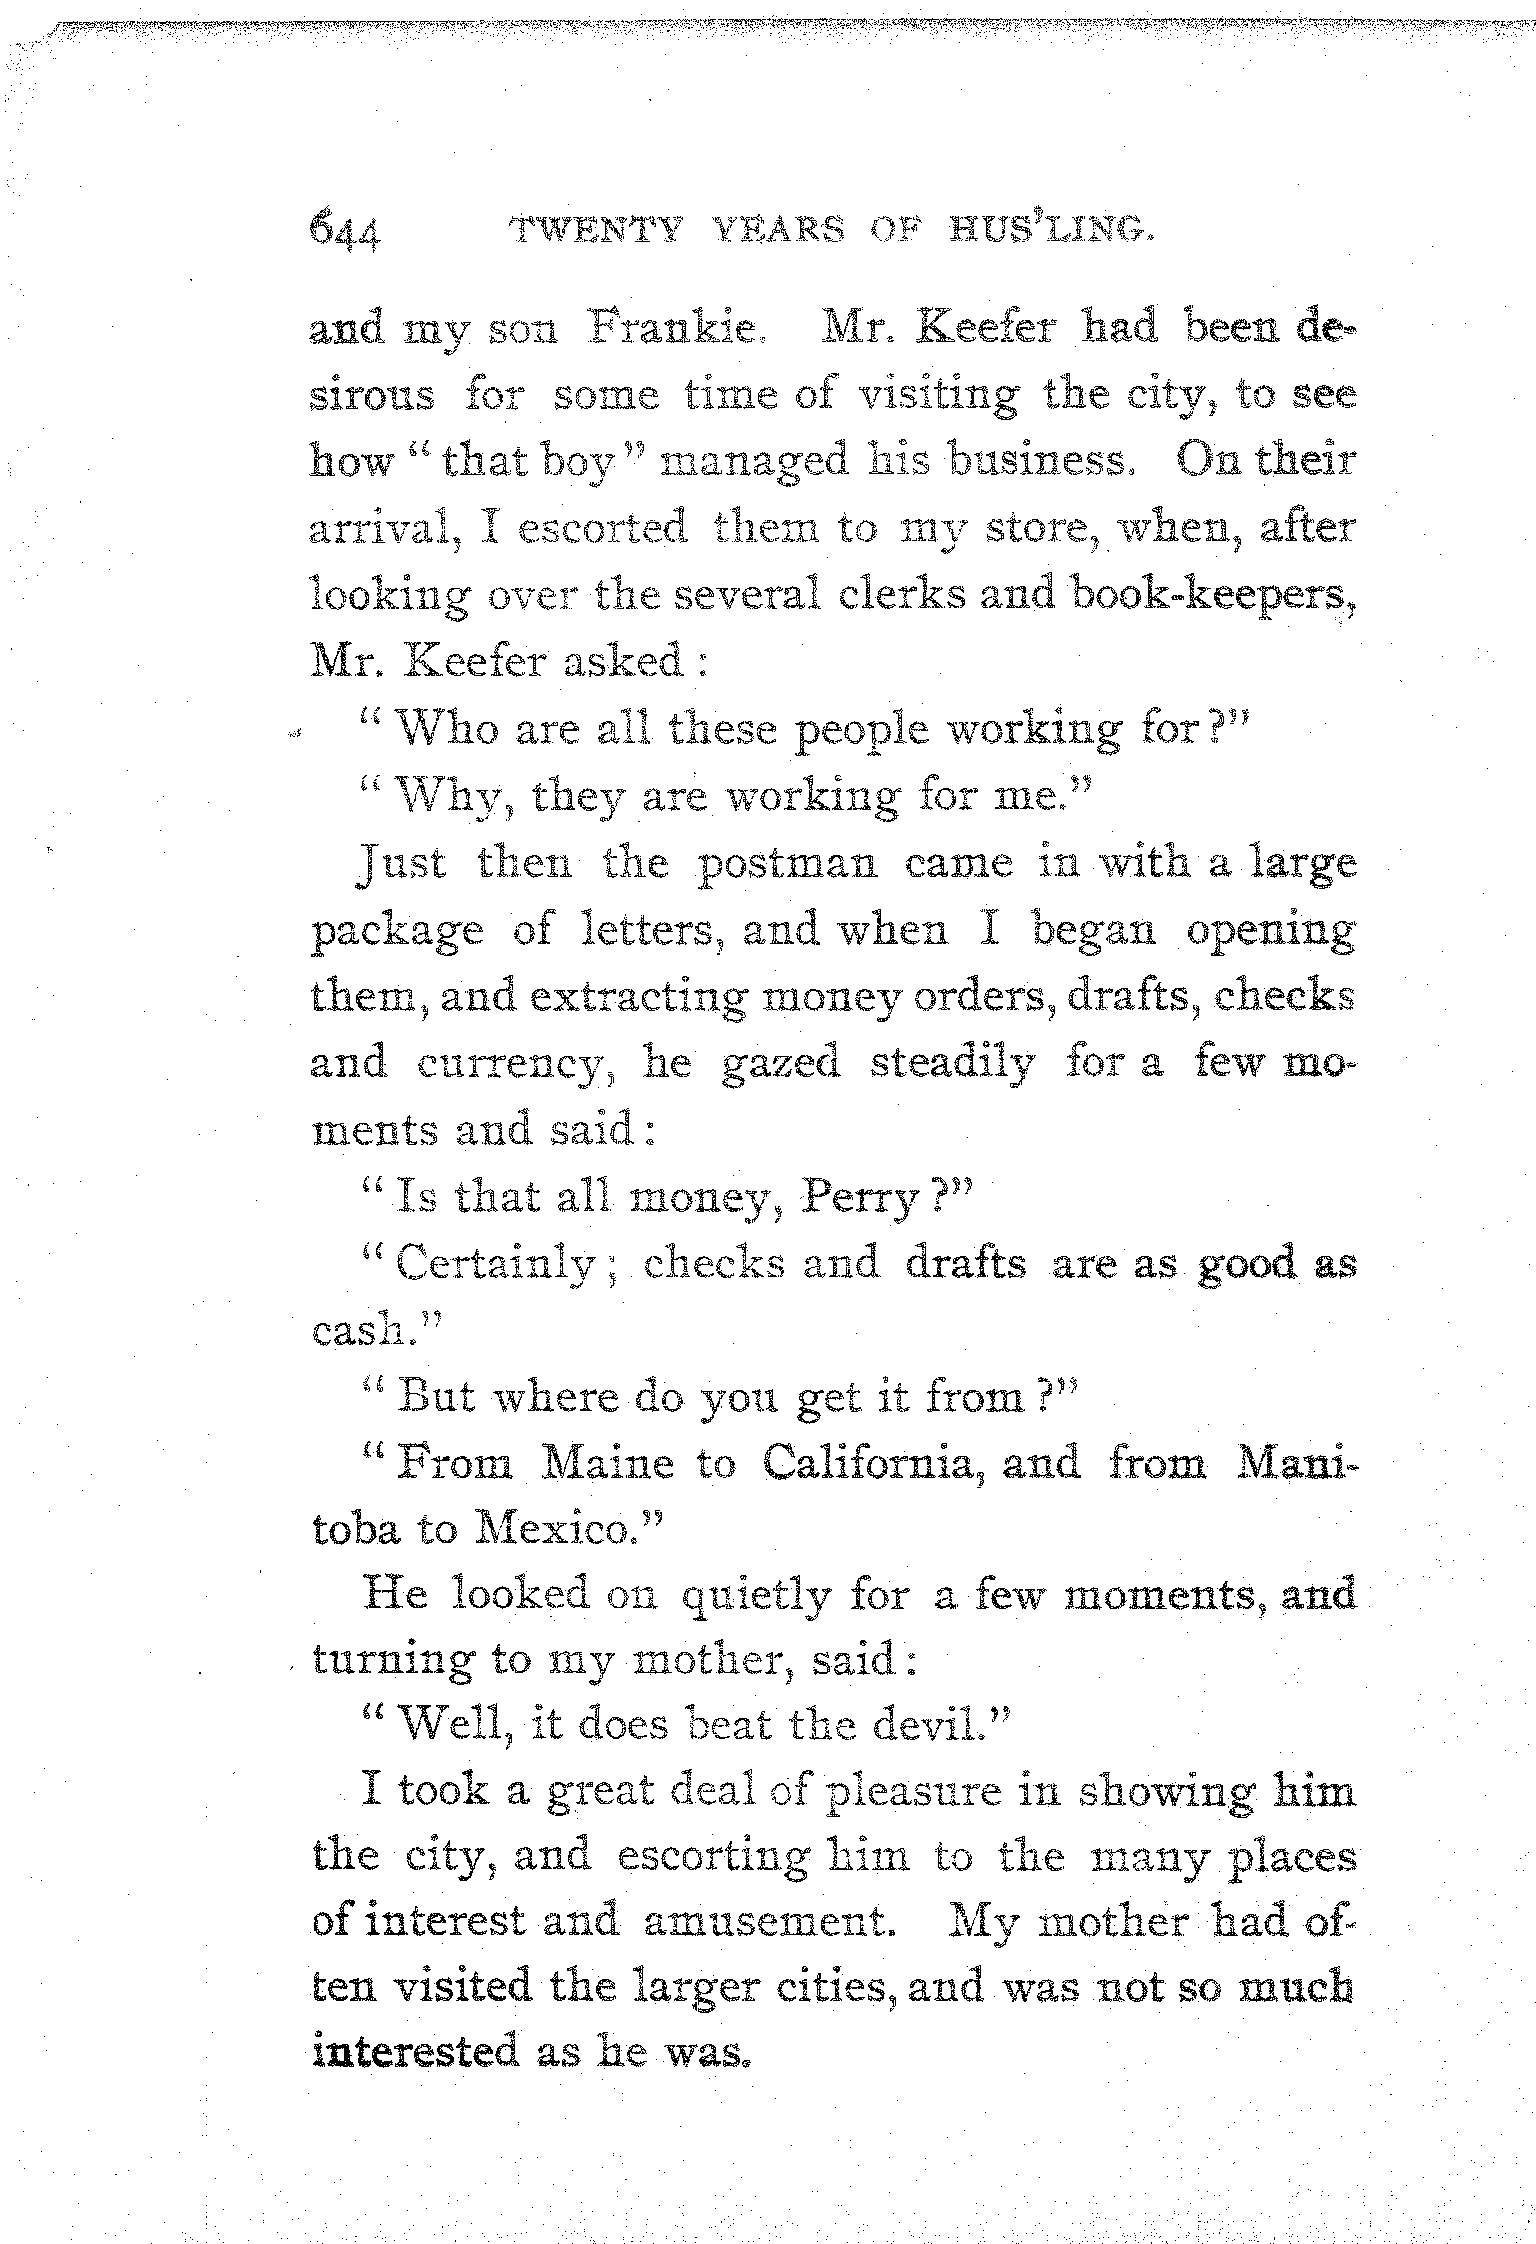 644 TWENTY YEARS OF HUS'LING.
and my son Frankie. Mr. Keefer had been de-
sirous for some time of visiting the city, to see
how "that boy" managed his business. On their
arrival, I escorted them to my store, when, after
looking over the several clerks and book-keepers,
Mr. Keefer asked:
"Who are all these people working for?"
"Why, they are working for me."
Just then the postman came in with a large
package of letters, and when I began opening
them, and extracting money orders, drafts, checks
and currency, he gazed steadily for a few mo-
ments and said:
"Is that all money, Perry?"
"Certainly; checks and drafts are as good as
cash."
"But where do you get it from?"
"From Maine to California, and from Mani-
toba to Mexico."
He looked on quietly for a few moments, and
turning to my mother, said:
"Well, it does beat the devil."
I took a great deal of pleasure in showing him
the city, and escorting him to the many places
of interest and amusement. My mother had of-
ten visited the larger cities, and was not so much
interested as he was.